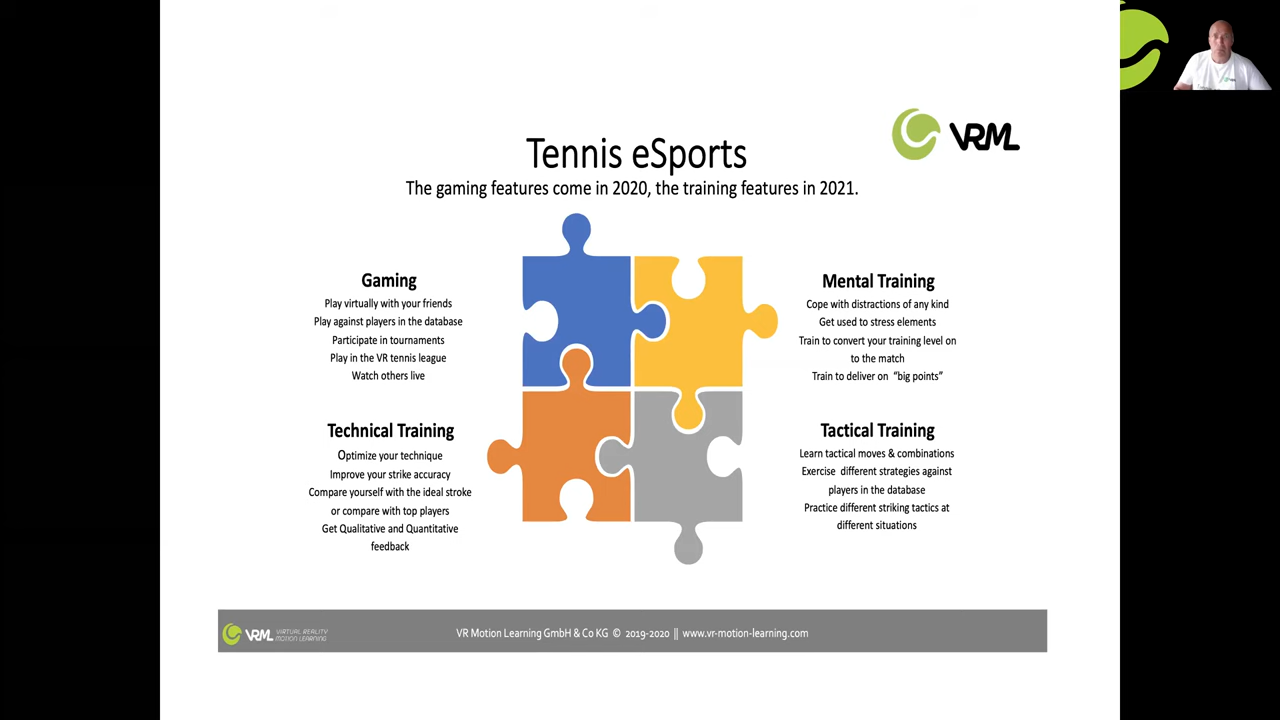 VRM
Tennis eSports
The gaming features come in 2020, the training features in 2021.
Gaming
Play virtually with your friends
Play against players in the database
Participate in tournaments
Play in the VR tennis league
Watch others live
Mental Training
Cope with distractions of any kind
Get used to stress elements
Train to convert your training level on
to the match
Train to deliver on “big points”
Technical Training
Optimize your technique
Improve your strike accuracy
Compare yourself with the ideal stroke
or compare with top players
Get Qualitative and Quantitative
feedback
Tactical Training
Learn tactical moves & combinations
Exercise different strategies against
players in the database
Practice different striking tactics at
different situations
VRM VIRTUAL REALITY
MOTION LEARNING
VR Motion Learning GmbH & Co KG © 2019-2020 || www.vr-motion-learning.com